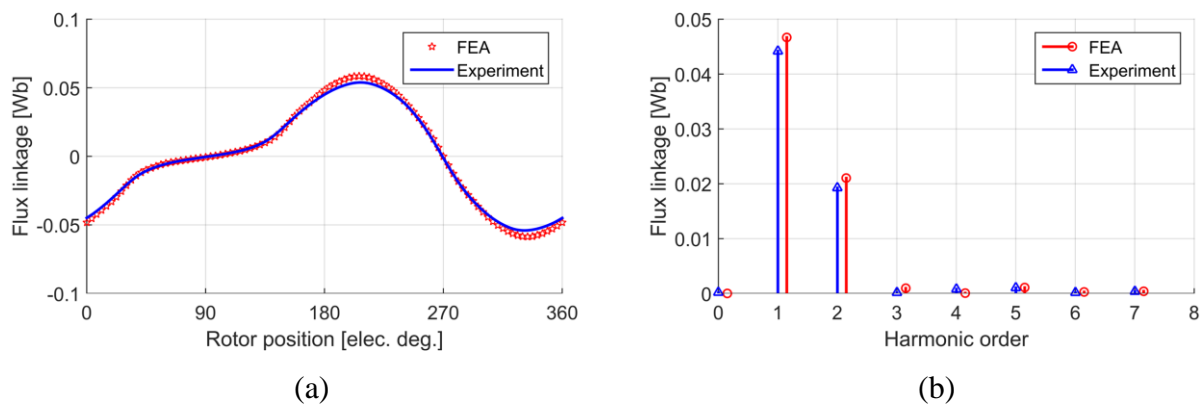 0.1
0.05
0
-0.05
-0.1
Flux linkage [Wb]
FEA
Experiment
0 90 180 270 360
Rotor position [elec. deg.]
(a)
0.05
0.04
0.03
0.02
0.01
0
Flux linkage [Wb]
FEA
Experiment
0 1 2 3 4 5 6 7 8
Harmonic order
(b)